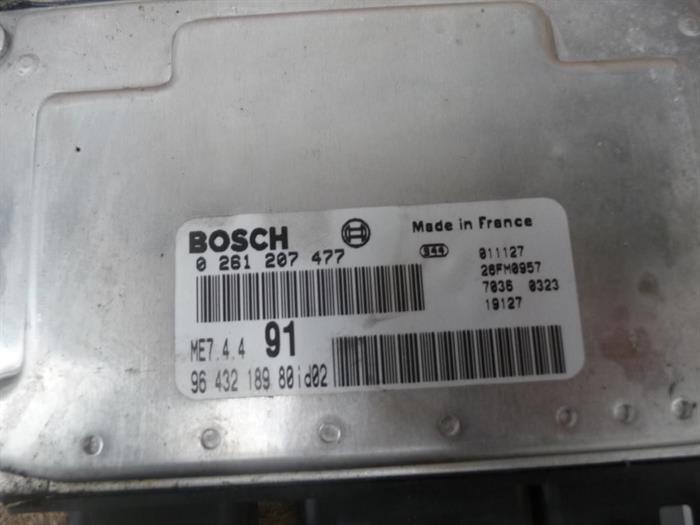 BOSCH
Made in France
0 261 207 477
944
011127
26FM0957
7036 0323
19127
ME7.4.4 91
96 432 189 80id02